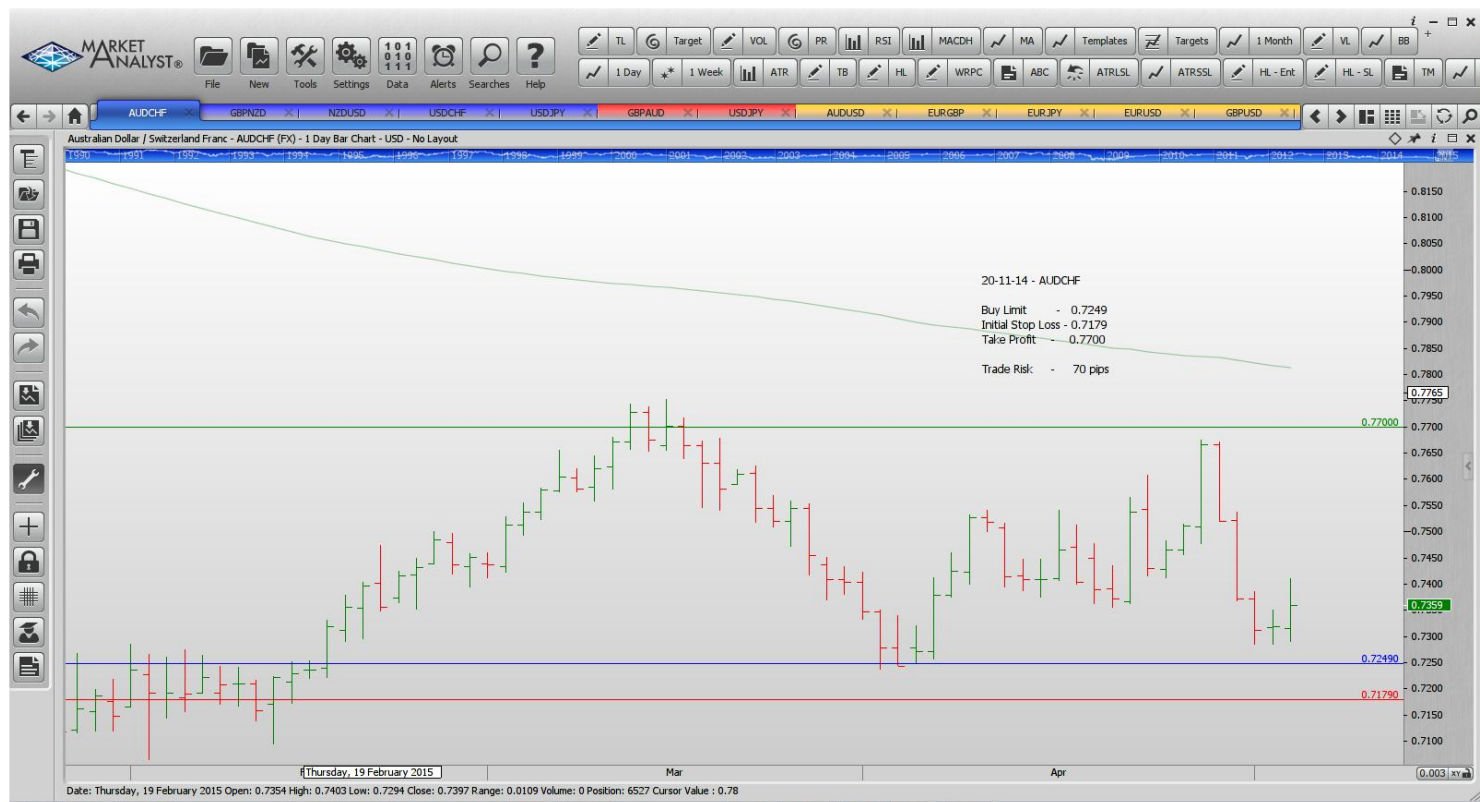 i
MARKET
ANALYST®
File New Tools Settings Data Alerts Searches Help
101
010
111
TL Target VOL PR RSI MACDH MA Templates Targets 1 Month VL BB +
1 Day 1 Week ATR TB HL WRPC ABC ATRLSL ATRSSL HL - Ent HL - SL TM
AUDCHF GBPNZD NZDUSD USDCHF USDJPY GBPAUD USDJPY AUDUSD EURGBP EURJPY EURUSD GBPUSD
Australian Dollar / Switzerland Franc - AUDCHF (FX) - 1 Day Bar Chart - USD - No Layout
i
1990 1991 1992 1993 1994 1995 1996 1997 1998 1999 2000 2001 2002 2003 2004 2005 2006 2007 2008 2009 2010 2011 2012 2013 2014 2015
0.8150
0.8100
0.8050
0.8000
20-11-14 - AUDCHF
0.7950
Buy Limit - 0.7249
Initial Stop Loss - 0.7179
0.7900
Take Profit - 0.7700
0.7850
Trade Risk - 70 pips
0.7800
0.7765
0.7750
0.77000
0.7700
0.7650
0.7600
0.7550
0.7500
0.7450
0.7400
0.7359
0.7300
0.72490
0.7250
0.7200
0.71790
0.7150
0.7100
Thursday, 19 February 2015 Mar Apr 0.003 XY
Date: Thursday, 19 February 2015 Open: 0.7354 High: 0.7403 Low: 0.7294 Close: 0.7397 Range: 0.0109 Volume: 0 Position: 6527 Cursor Value : 0.78